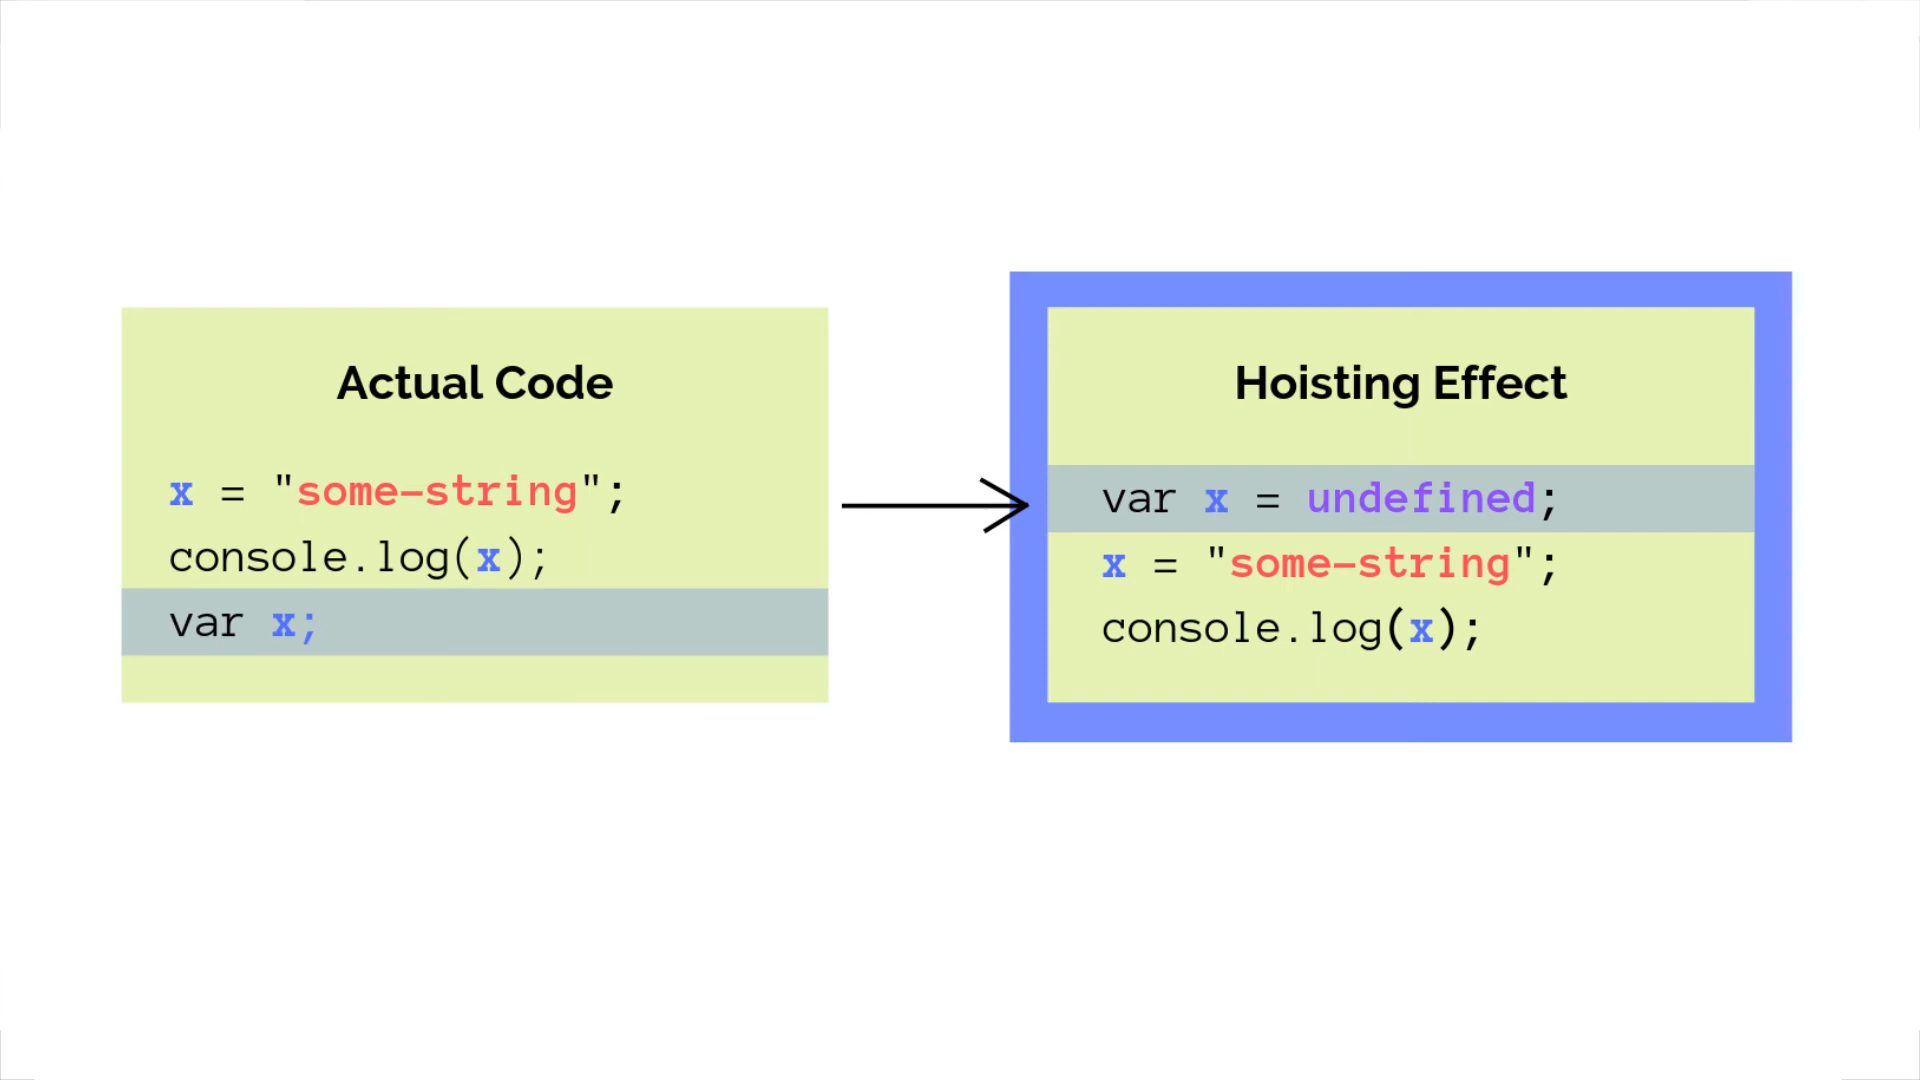 Actual Code
x = "some-string";
console.log(x);
var x;
Hoisting Effect
var x = undefined;
x = "some-string";
console.log(x);